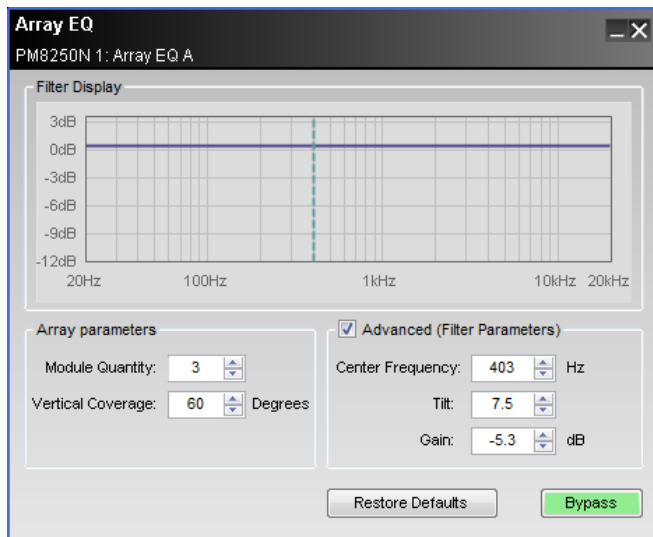 Array EQ
PM8250N 1: Array EQ A
Filter Display
3dB
0dB
-3dB
-6dB
-9dB
-12dB
20Hz 100Hz 1kHz 10kHz 20kHz
Array parameters
Module Quantity: 3
Vertical Coverage: 60 Degrees
Advanced (Filter Parameters)
Center Frequency: 403 Hz
Tilt: 7.5
Gain: -5.3 dB
Restore Defaults
Bypass